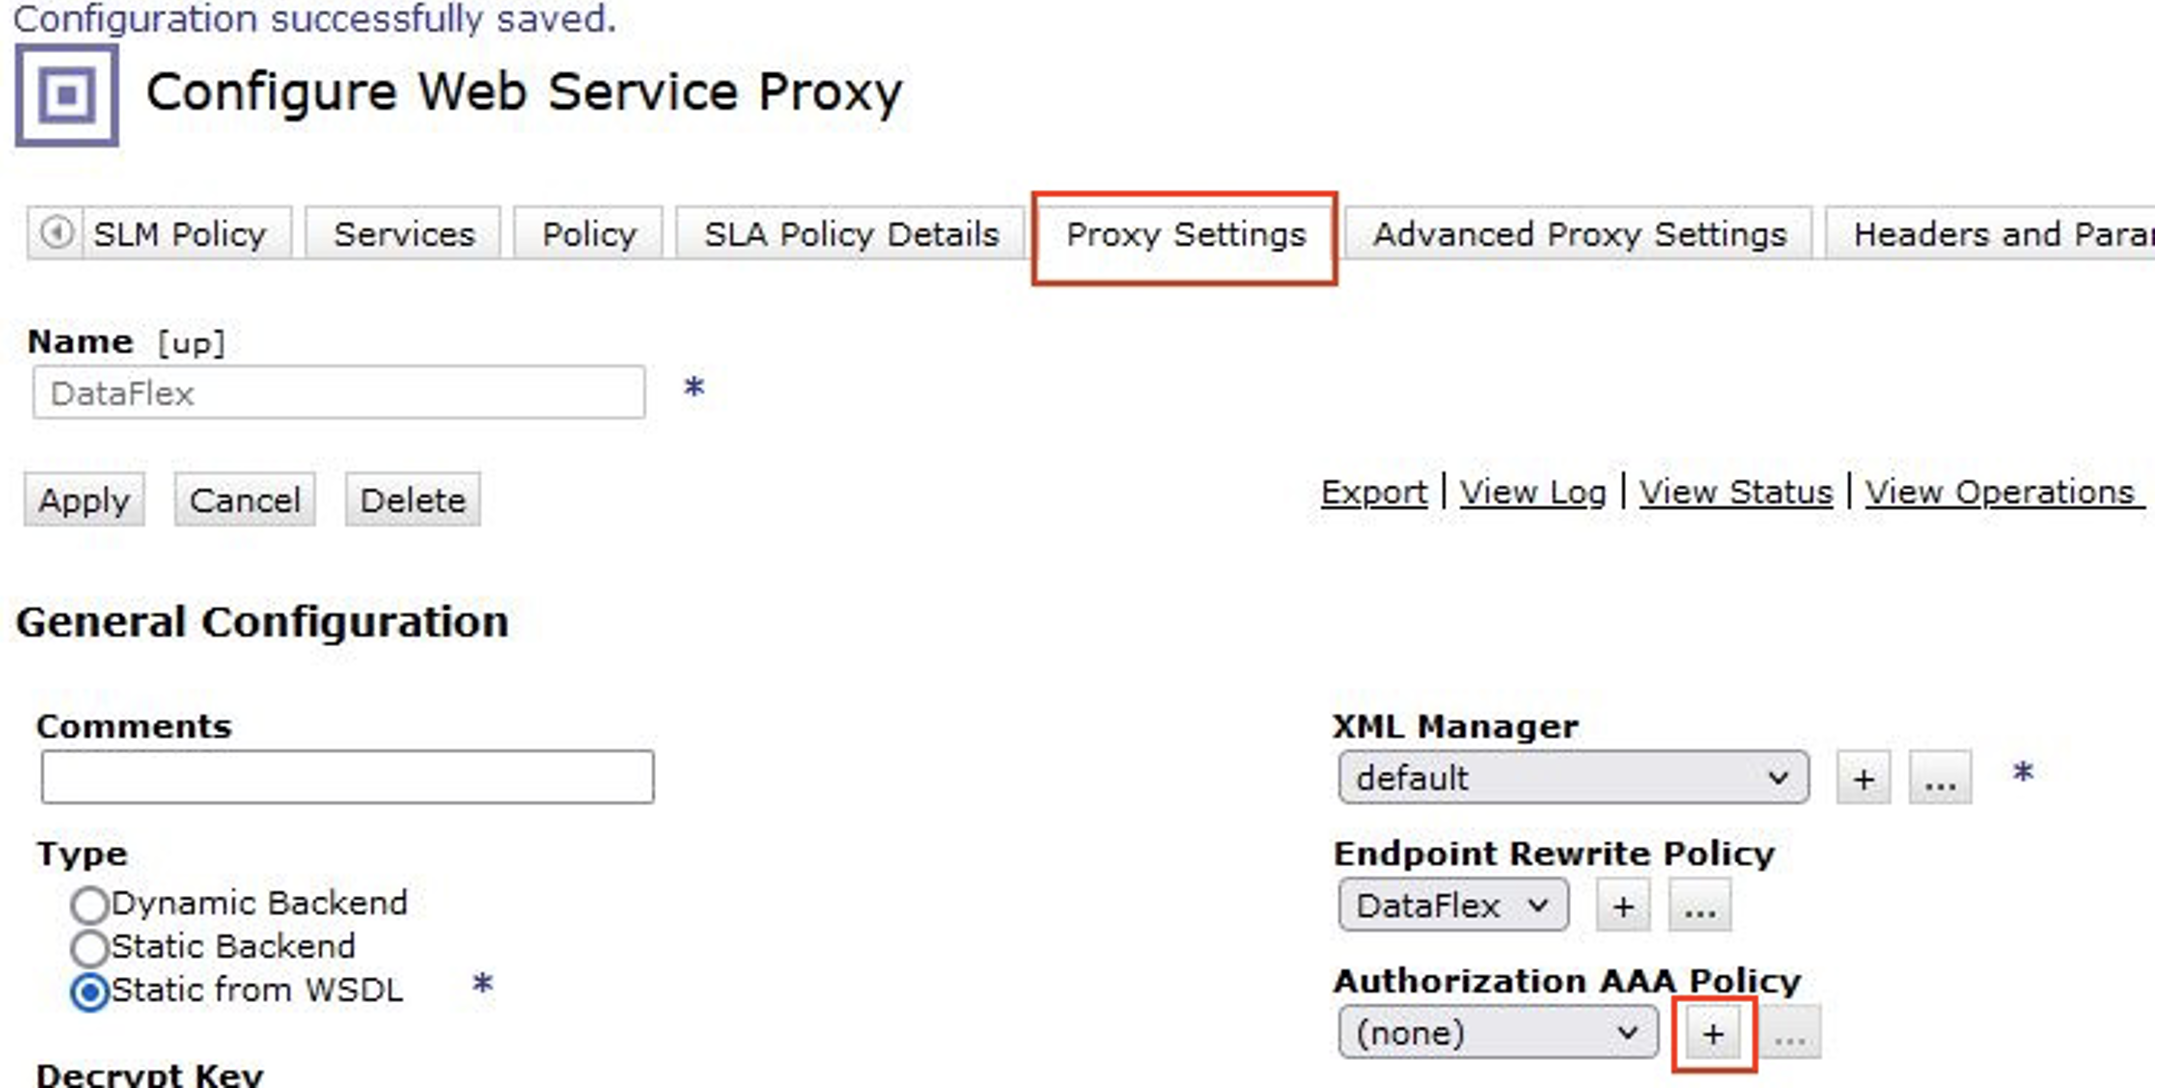 Configuration successfully saved.
Configure Web Service Proxy
SLM Policy Services Policy SLA Policy Details Proxy Settings Advanced Proxy Settings Headers and
Name [up]
DataFlex *
Apply Cancel Delete Export | View Log | View Status | View Operations
General Configuration
Comments XML Manager
default + ... *
Type Endpoint Rewrite Policy
Dynamic Backend DataFlex + ...
Static Backend
Static from WSDL * Authorization AAA Policy
(none) + ...
Decrypt Key